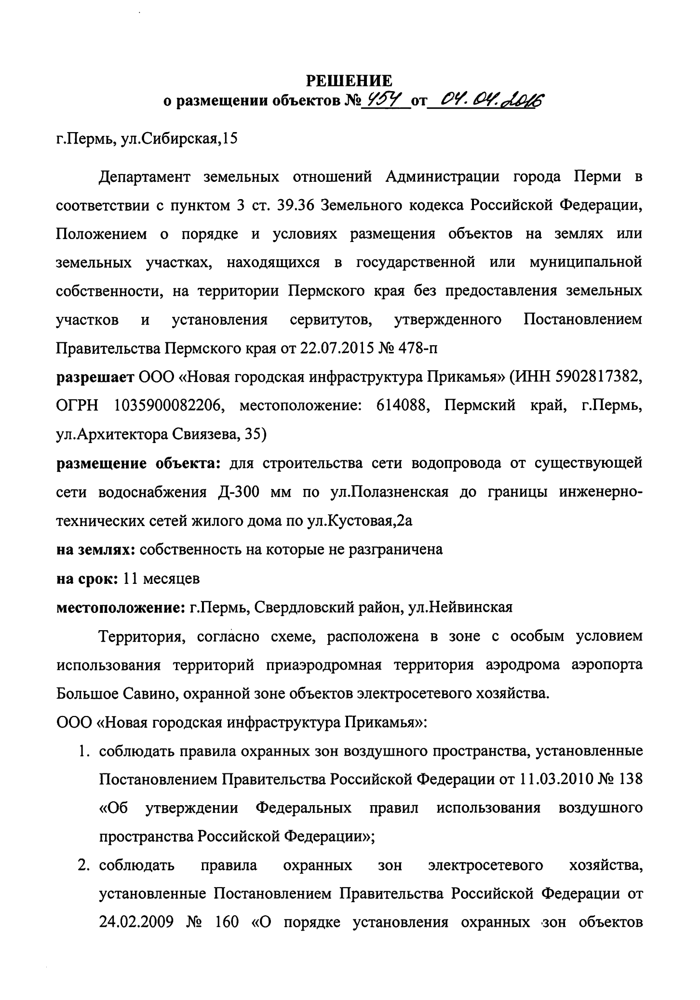 РЕШЕНИЕ
о размещении объектов № 454 от 04.04.2016
г.Пермь, ул.Сибирская,15
Департамент земельных отношений Администрации города Перми в
соответствии с пунктом 3 ст. 39.36 Земельного кодекса Российской Федерации,
Положением о порядке и условиях размещения объектов на землях или
земельных участках, находящихся в государственной или муниципальной
собственности, на территории Пермского края без предоставления земельных
участков и установления сервитутов, утвержденного Постановлением
Правительства Пермского края от 22.07.2015 № 478-п
разрешает ООО «Новая городская инфраструктура Прикамья» (ИНН 5902817382,
ОГРН 1035900082206, местоположение: 614088, Пермский край, г.Пермь,
ул.Архитектора Свиязева, 35)
размещение объекта: для строительства сети водопровода от существующей
сети водоснабжения Д-300 мм по ул.Полазненская до границы инженерно-
технических сетей жилого дома по ул.Кустовая,2а
на землях: собственность на которые не разграничена
на срок: 11 месяцев
местоположение: г.Пермь, Свердловский район, ул.Нейвинская
Территория, согласно схеме, расположена в зоне с особым условием
использования территорий приаэродромная территория аэродрома аэропорта
Большое Савино, охранной зоне объектов электросетевого хозяйства.
ООО «Новая городская инфраструктура Прикамья»:
1. соблюдать правила охранных зон воздушного пространства, установленные
Постановлением Правительства Российской Федерации от 11.03.2010 № 138
«Об утверждении Федеральных правил использования воздушного
пространства Российской Федерации»;
2. соблюдать правила охранных зон электросетевого хозяйства,
установленные Постановлением Правительства Российской Федерации от
24.02.2009 № 160 «О порядке установления охранных зон объектов